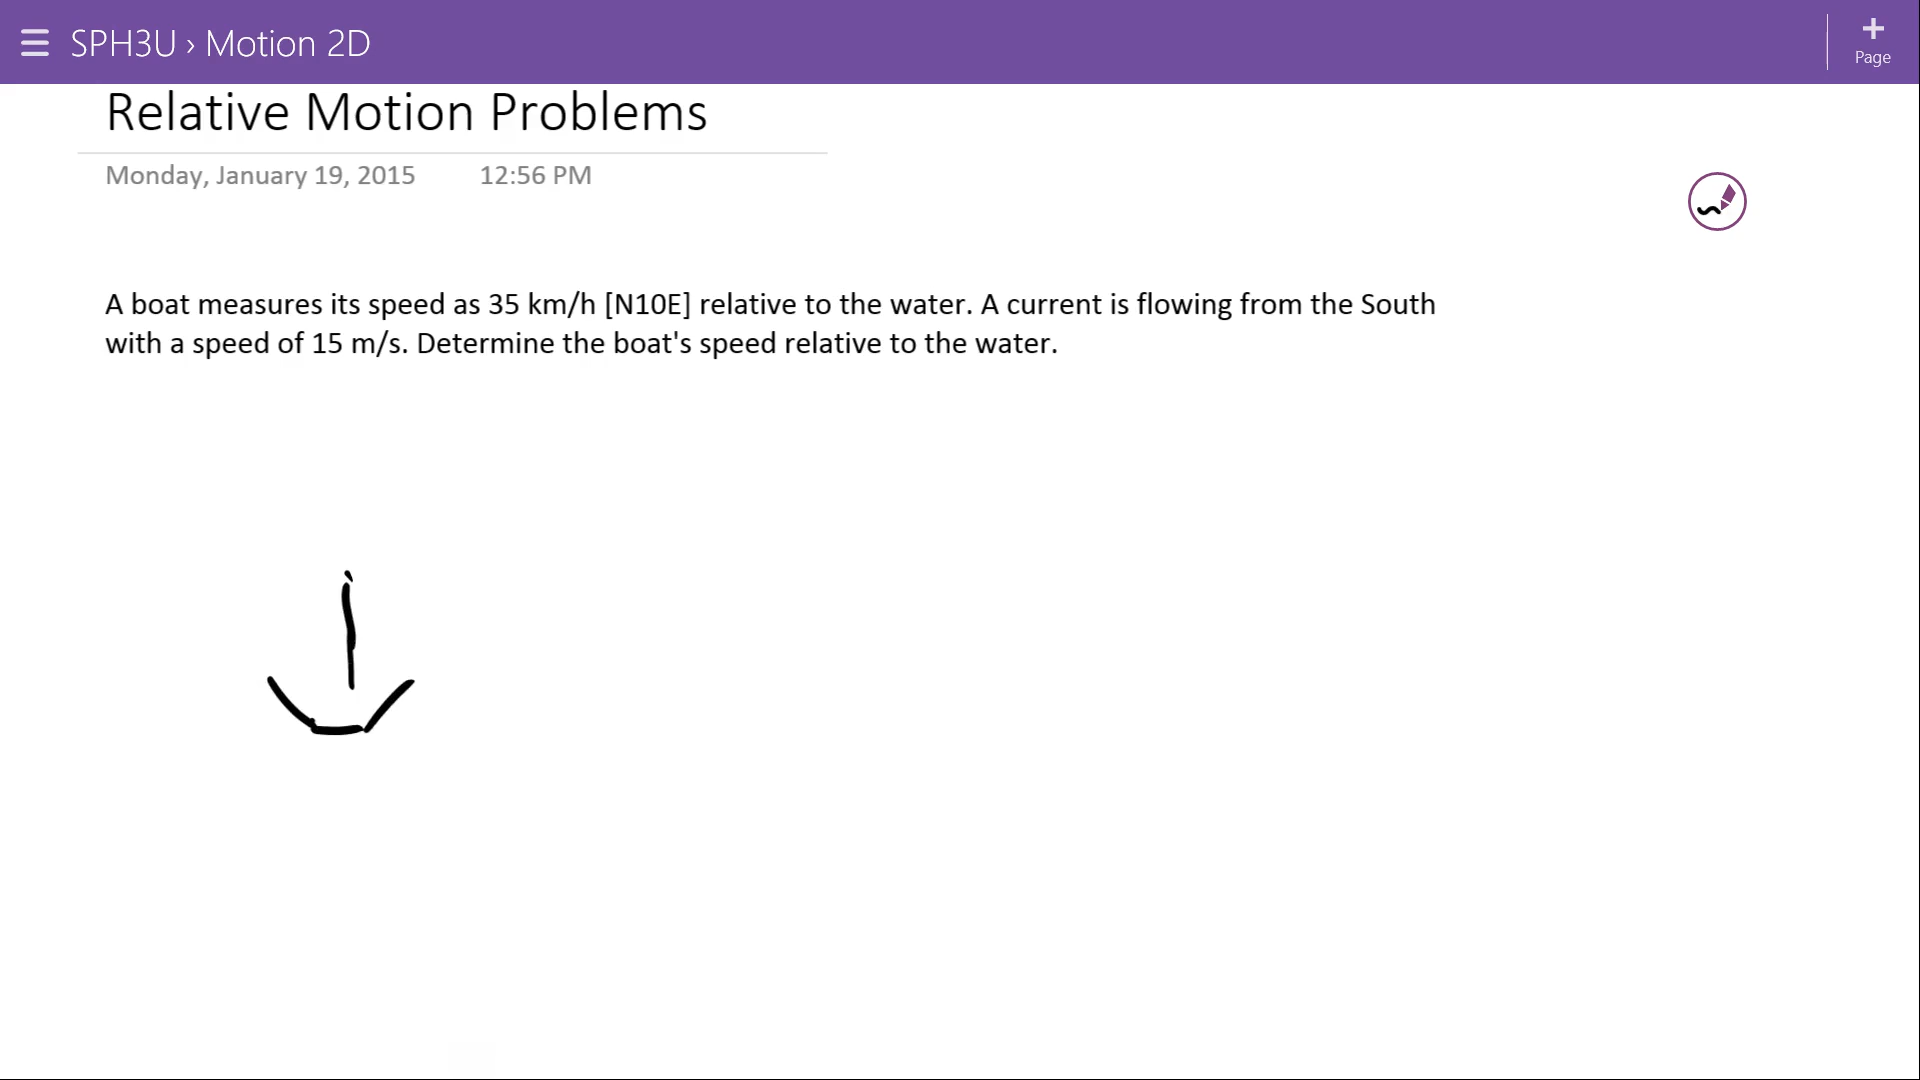 SPH3U › Motion 2D
Page
Relative Motion Problems
Monday, January 19, 2015 12:56 PM
A boat measures its speed as 35 km/h [N10E] relative to the water. A current is flowing from the South
with a speed of 15 m/s. Determine the boat's speed relative to the water.